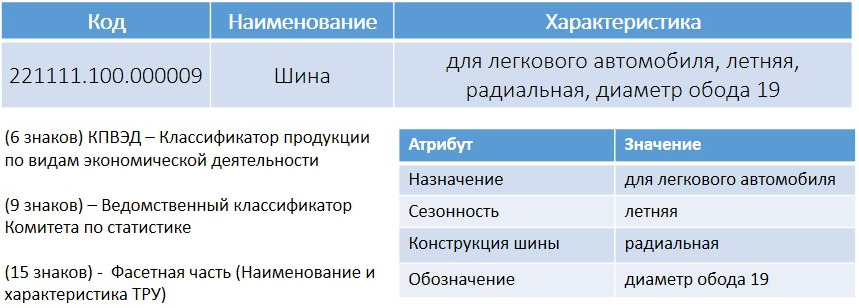 Код Наименование Характеристика
221111.100.000009 Шина для легкового автомобиля, летняя,
радиальная, диаметр обода 19
(6 знаков) КПВЭД – Классификатор продукции
по видам экономической деятельности
(9 знаков) – Ведомственный классификатор
Комитета по статистике
(15 знаков) - Фасетная часть (Наименование и
характеристика ТРУ)
Атрибут Значение
Назначение для легкового автомобиля
Сезонность летняя
Конструкция шины радиальная
Обозначение диаметр обода 19